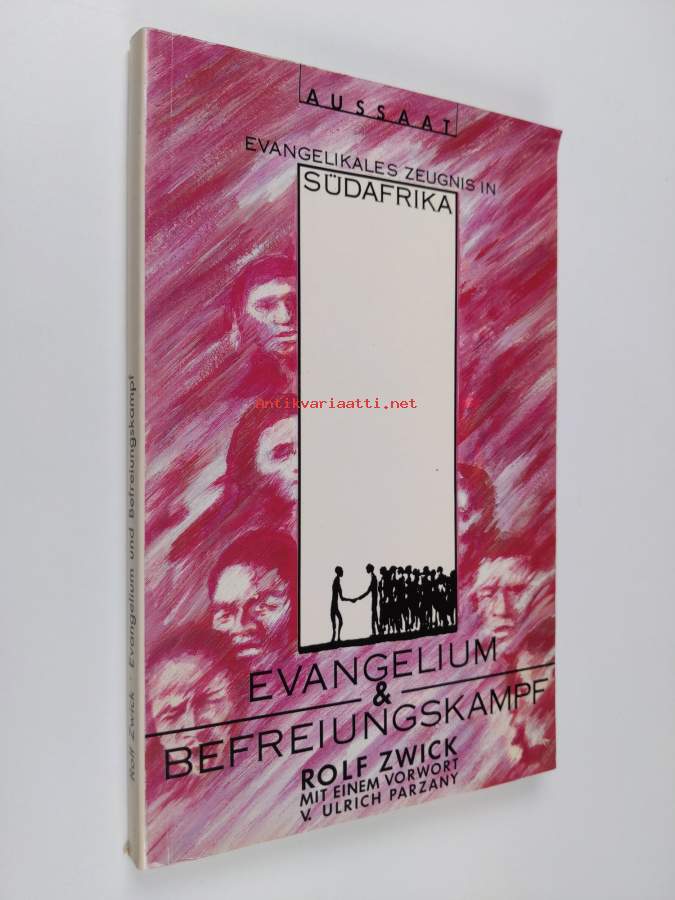 AUSSAAT
EVANGELIKALES ZEUGNIS IN
SÜDAFRIKA
Antikvariaatti.net
EVANGELIUM
&
BEFREIUNGSKAMPF
ROLF ZWICK
MIT EINEM VORWORT
V. ULRICH PARZANY
Rolf Zwick · Evangelium und Befreiungskampf